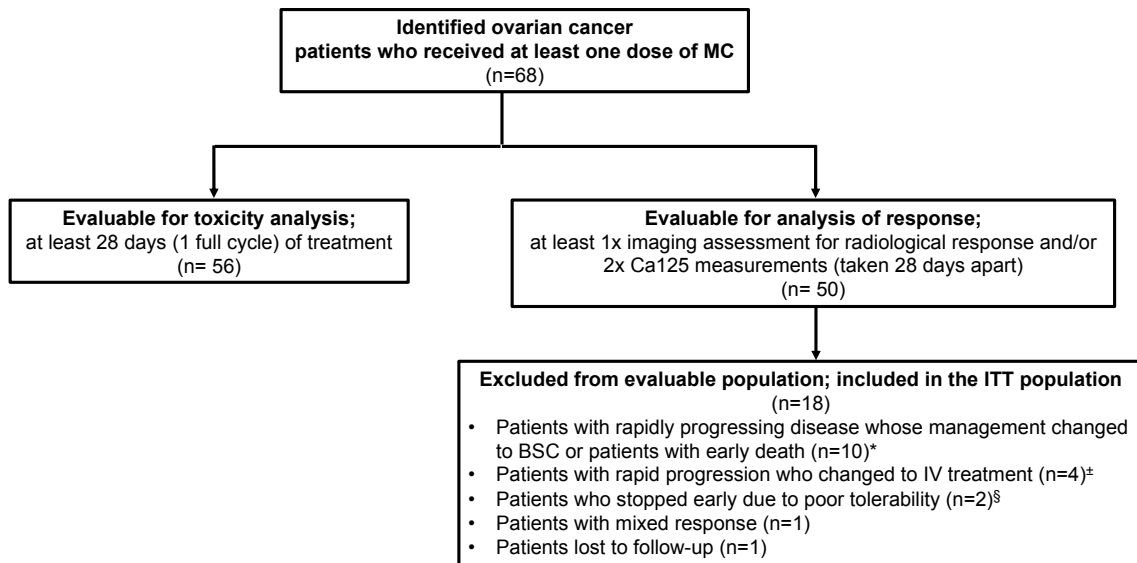 Identified ovarian cancer
patients who received at least one dose of MC
(n=68)
Evaluable for toxicity analysis;
at least 28 days (1 full cycle) of treatment
(n= 56)
Evaluable for analysis of response;
at least 1x imaging assessment for radiological response and/or
2x Ca125 measurements (taken 28 days apart)
(n= 50)
Excluded from evaluable population; included in the ITT population
(n=18)
• Patients with rapidly progressing disease whose management changed
to BSC or patients with early death (n=10)*
• Patients with rapid progression who changed to IV treatment (n=4)±
• Patients who stopped early due to poor tolerability (n=2)§
• Patients with mixed response (n=1)
• Patients lost to follow-up (n=1)